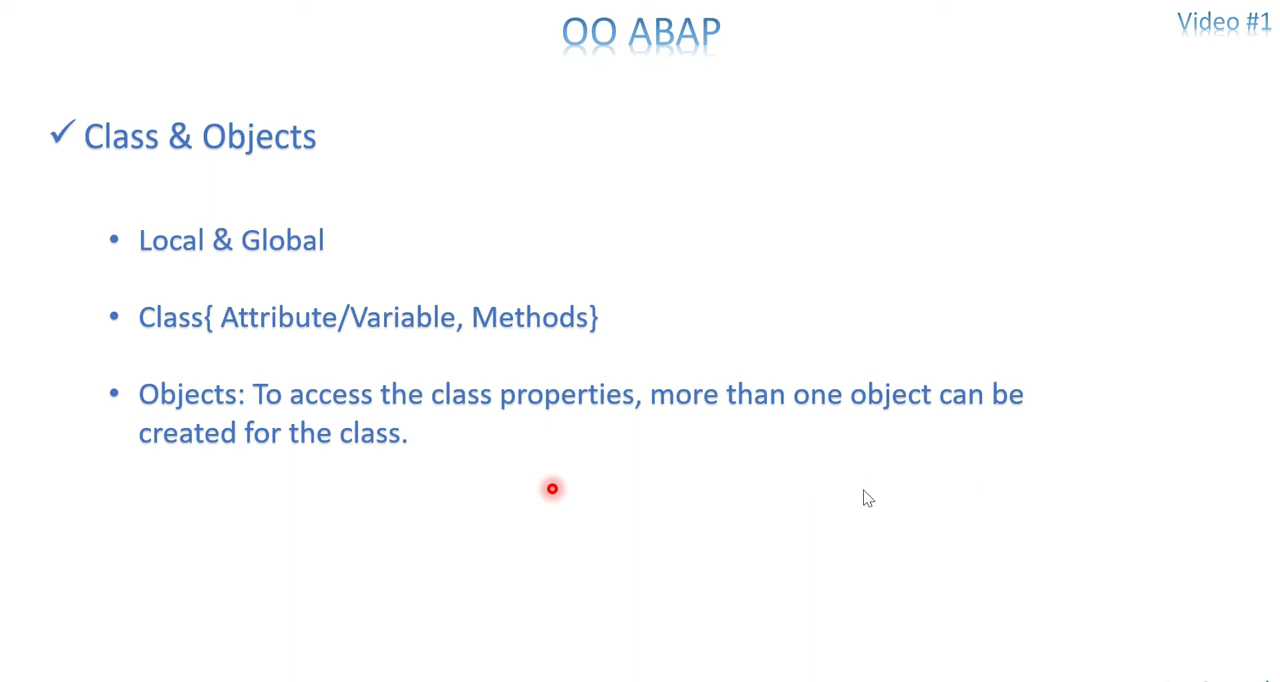 OO ABAP
Video #1
✓ Class & Objects
• Local & Global
• Class{ Attribute/Variable, Methods}
• Objects: To access the class properties, more than one object can be
created for the class.